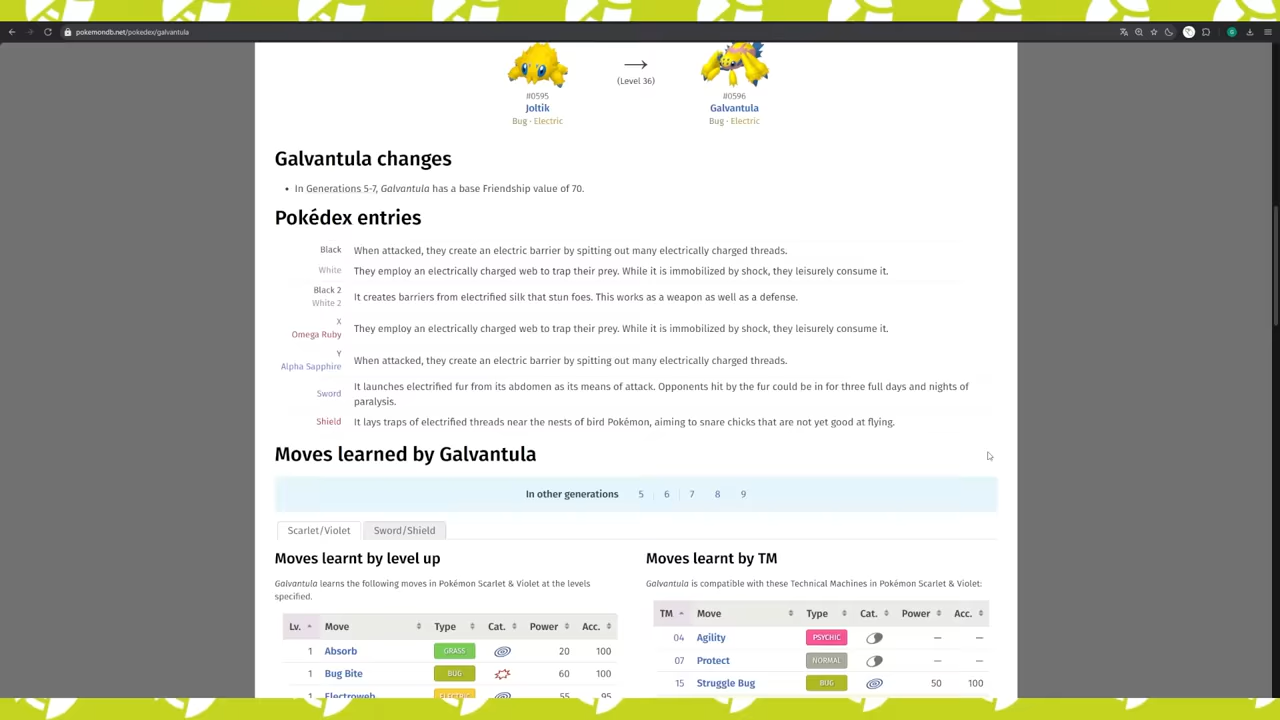 pokemondb.net/pokedex/galvantula
(Level 36)
#0595
Joltik
Bug · Electric
#0596
Galvantula
Bug · Electric
Galvantula changes
• In Generations 5-7, Galvantula has a base Friendship value of 70.
Pokédex entries
Black When attacked, they create an electric barrier by spitting out many electrically charged threads.
White They employ an electrically charged web to trap their prey. While it is immobilized by shock, they leisurely consume it.
Black 2
White 2
It creates barriers from electrified silk that stun foes. This works as a weapon as well as a defense.
X
Omega Ruby
They employ an electrically charged web to trap their prey. While it is immobilized by shock, they leisurely consume it.
Y
Alpha Sapphire
When attacked, they create an electric barrier by spitting out many electrically charged threads.
Sword
It launches electrified fur from its abdomen as its means of attack. Opponents hit by the fur could be in for three full days and nights of
paralysis.
Shield It lays traps of electrified threads near the nests of bird Pokémon, aiming to snare chicks that are not yet good at flying.
Moves learned by Galvantula
In other generations 5 6 7 8 9
Scarlet/Violet Sword/Shield
Moves learnt by level up
Galvantula learns the following moves in Pokémon Scarlet & Violet at the levels
specified.
Lv. Move Type Cat. Power Acc.
1 Absorb GRASS 20 100
1 Bug Bite BUG 60 100
1 Electroweb ELECTRIC 55 95
Moves learnt by TM
Galvantula is compatible with these Technical Machines in Pokémon Scarlet & Violet:
TM Move Type Cat. Power Acc.
04 Agility PSYCHIC — —
07 Protect NORMAL — —
15 Struggle Bug BUG 50 100